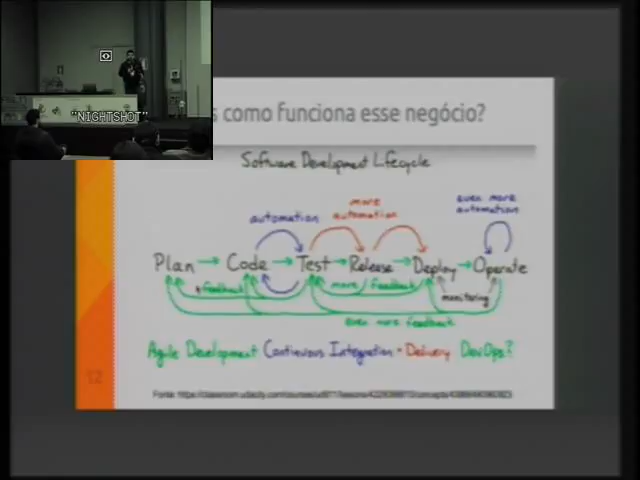 "NIGHTSHOT"
s como funciona esse negócio?
Software Development Lifecycle
even more
automation
more
automation
automation
Plan → Code → Test → Release → Deploy → Operate
+ feedback
more / feedback
monitoring
even more feedback
Agile Development Continuous Integration + Delivery DevOps?
12
Fonte: